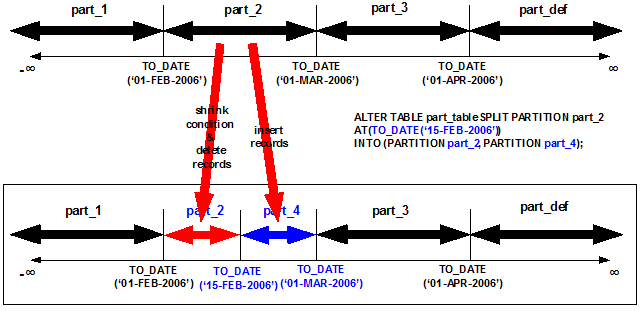 part_1 part_2 part_3 part_def
-∞ TO_DATE TO_DATE TO_DATE ∞
('01-FEB-2006') ('01-MAR-2006') ('01-APR-2006')
shrink
condition
&
delete
records
insert
records
ALTER TABLE part_table SPLIT PARTITION part_2
AT(TO_DATE('15-FEB-2006'))
INTO (PARTITION part_2, PARTITION part_4);
part_1 part_2 part_4 part_3 part_def
-∞ TO_DATE TO_DATE TO_DATE TO_DATE ∞
('01-FEB-2006') ('15-FEB-2006') ('01-MAR-2006') ('01-APR-2006')